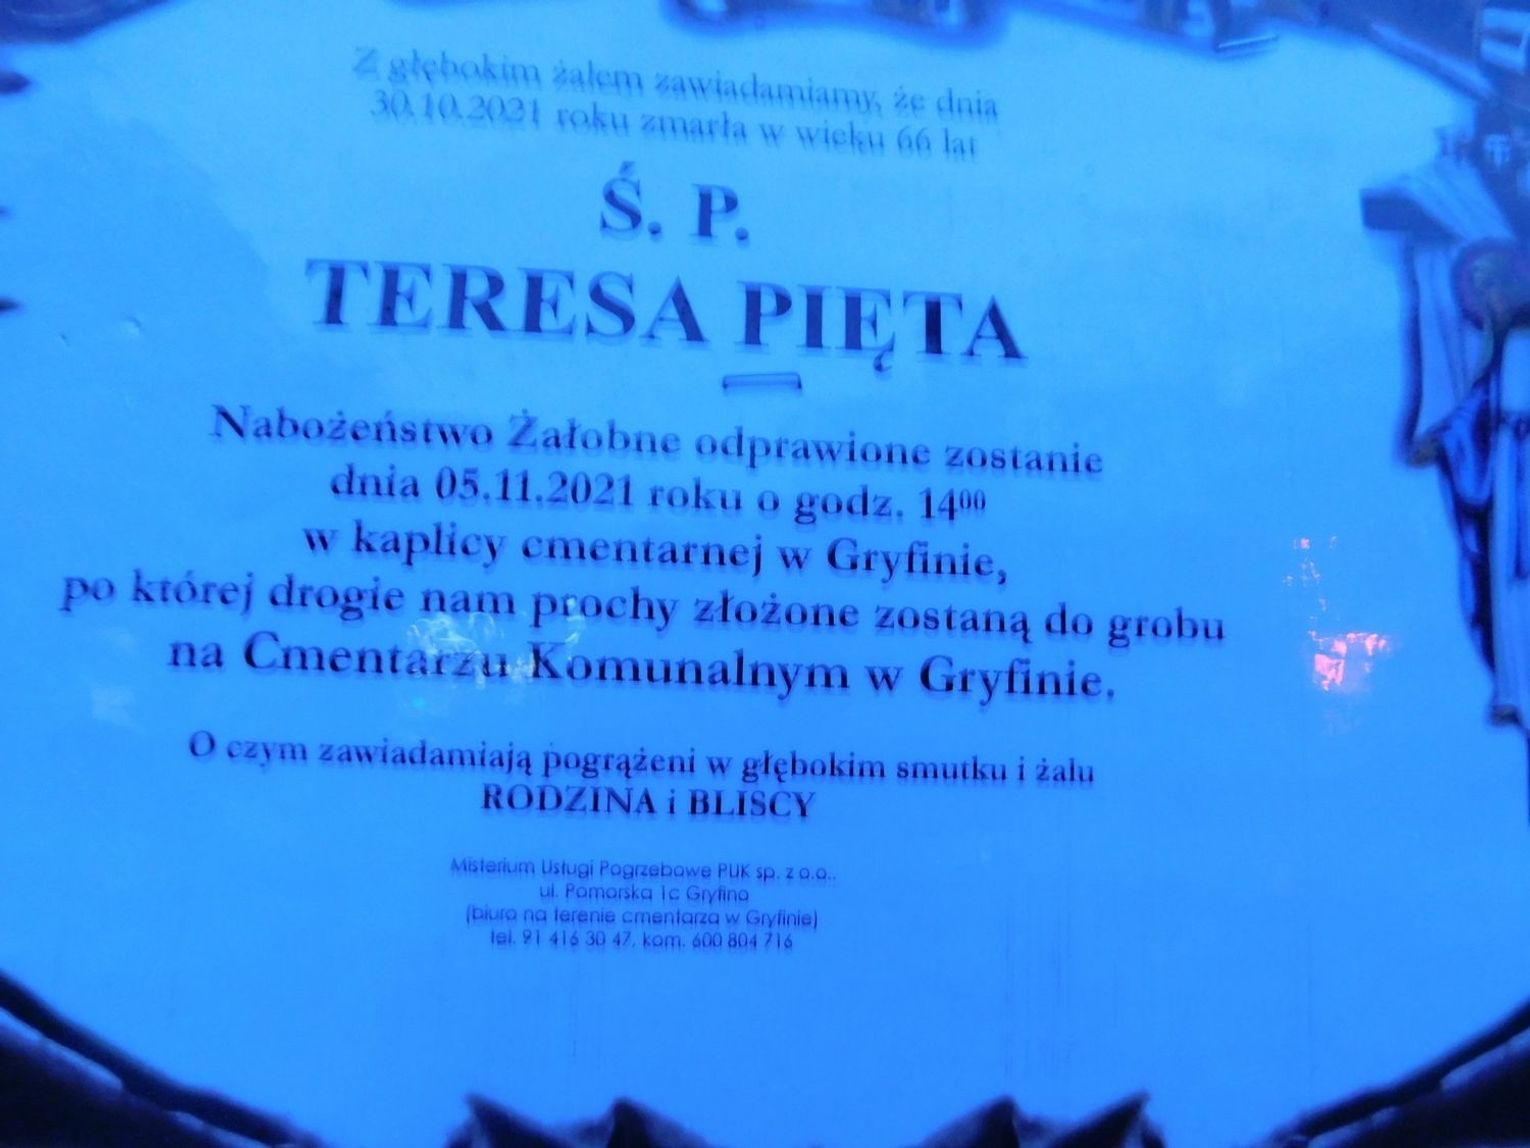 Z głębokim żalem zawiadamiamy, że dnia
30.10.2021 roku zmarła w wieku 66 lat
Ś. P.
TERESA PIĘTA
Nabożeństwo Żałobne odprawione zostanie
dnia 05.11.2021 roku o godz. 14⁰⁰
w kaplicy cmentarnej w Gryfinie,
po której drogie nam prochy złożone zostaną do grobu
na Cmentarzu Komunalnym w Gryfinie.
O czym zawiadamiają pogrążeni w głębokim smutku i żalu
RODZINA i BLISCY
Misterium Usługi Pogrzebowe PUK sp. z o.o..
ul. Pomorska 1c Gryfino
(biuro na terenie cmentarza w Gryfinie)
tel. 91 416 30 47, kom. 600 804 716